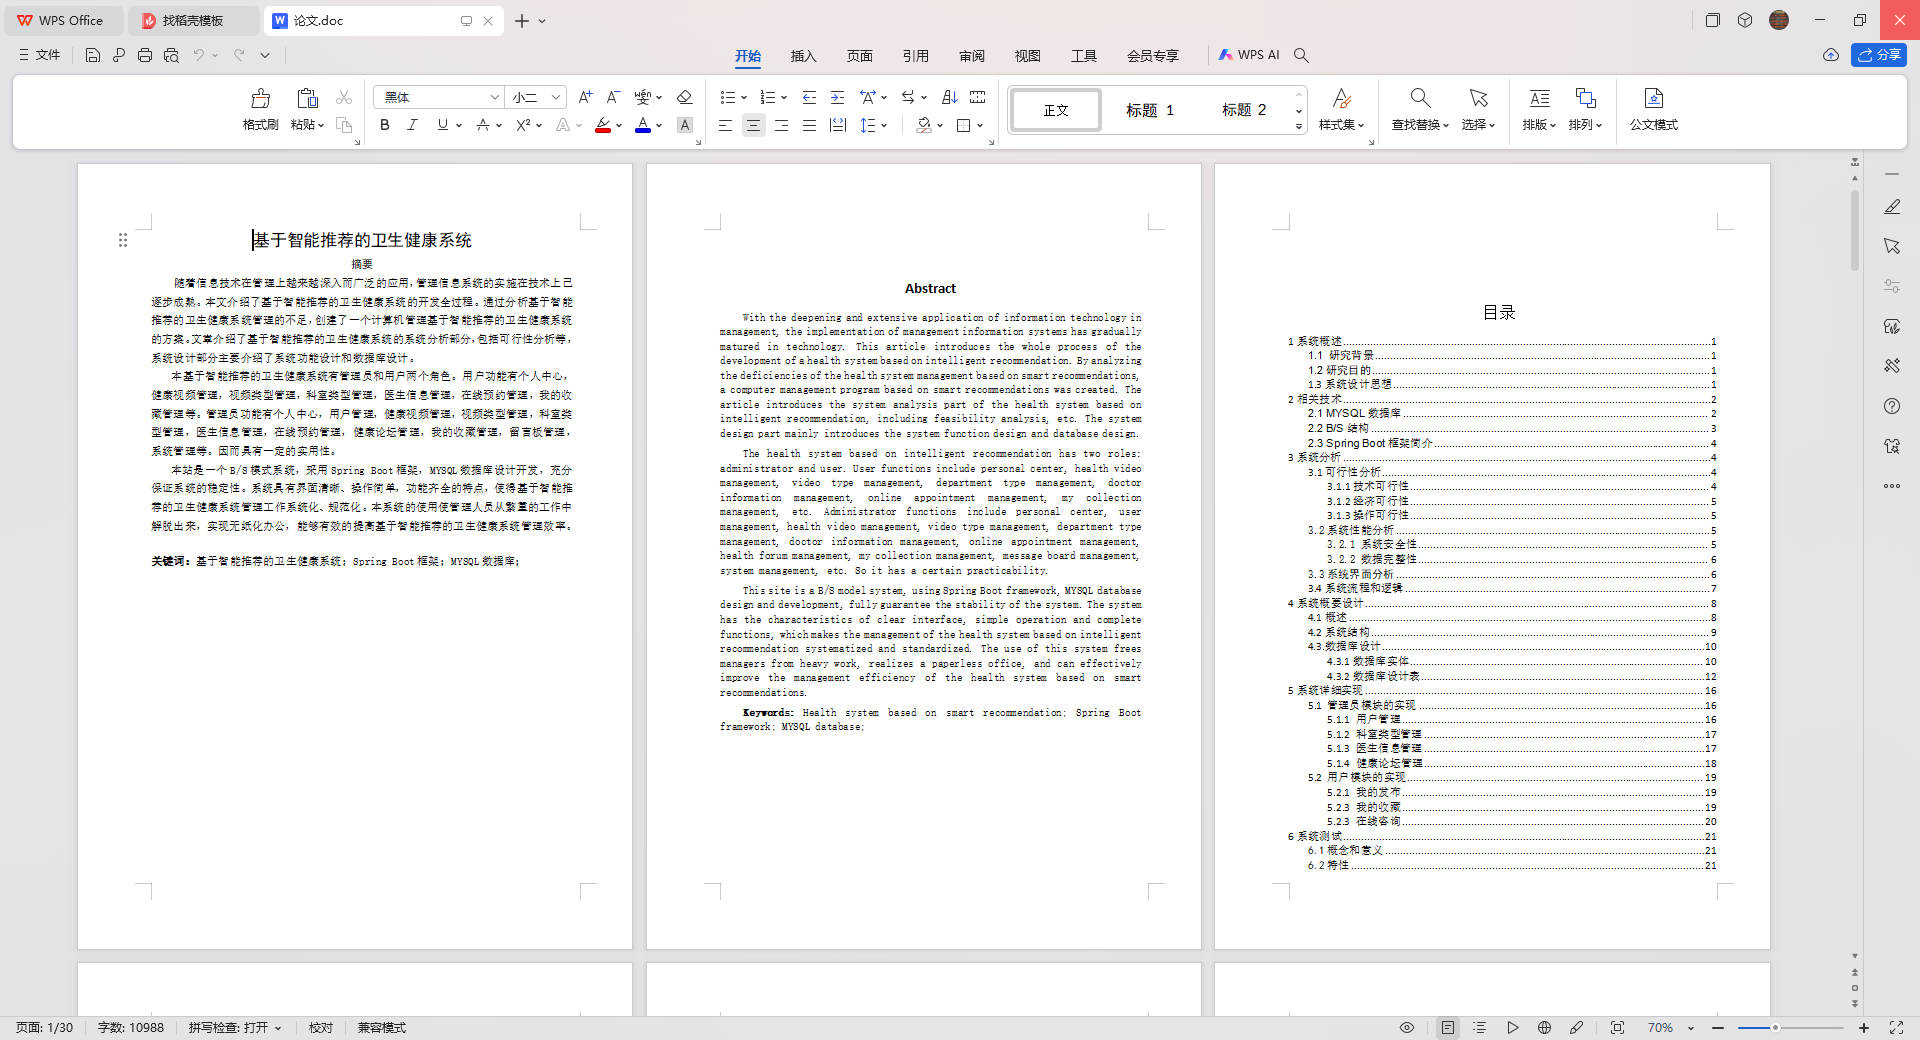 WPS Office
找稻壳模板
论文.doc
文件
开始
插入
页面
引用
审阅
视图
工具
会员专享
WPS AI
分享
格式刷
粘贴
黑体
小二
正文
标题 1
标题 2
样式集
查找替换
选择
排版
排列
公文模式
基于智能推荐的卫生健康系统
摘要
随着信息技术在管理上越来越深入而广泛的应用,管理信息系统的实施在技术上已
逐步成熟。本文介绍了基于智能推荐的卫生健康系统的开发全过程。通过分析基于智能
推荐的卫生健康系统管理的不足,创建了一个计算机管理基于智能推荐的卫生健康系统
的方案。文章介绍了基于智能推荐的卫生健康系统的系统分析部分,包括可行性分析等,
系统设计部分主要介绍了系统功能设计和数据库设计。
本基于智能推荐的卫生健康系统有管理员和用户两个角色。用户功能有个人中心,
健康视频管理,视频类型管理,科室类型管理,医生信息管理,在线预约管理,我的收
藏管理等。管理员功能有个人中心,用户管理,健康视频管理,视频类型管理,科室类
型管理,医生信息管理,在线预约管理,健康论坛管理,我的收藏管理,留言板管理,
系统管理等。因而具有一定的实用性。
本站是一个B/S模式系统,采用Spring Boot框架,MYSQL数据库设计开发,充分
保证系统的稳定性。系统具有界面清晰、操作简单,功能齐全的特点,使得基于智能推
荐的卫生健康系统管理工作系统化、规范化。本系统的使用使管理人员从繁重的工作中
解脱出来,实现无纸化办公,能够有效的提高基于智能推荐的卫生健康系统管理效率。
关键词:基于智能推荐的卫生健康系统;Spring Boot框架;MYSQL数据库;
Abstract
With the deepening and extensive application of information technology in
management, the implementation of management information systems has gradually
matured in technology. This article introduces the whole process of the
development of a health system based on intelligent recommendation. By analyzing
the deficiencies of the health system management based on smart recommendations,
a computer management program based on smart recommendations was created. The
article introduces the system analysis part of the health system based on
intelligent recommendation, including feasibility analysis, etc. The system
design part mainly introduces the system function design and database design.
The health system based on intelligent recommendation has two roles:
administrator and user. User functions include personal center, health video
management, video type management, department type management, doctor
information management, online appointment management, my collection
management, etc. Administrator functions include personal center, user
management, health video management, video type management, department type
management, doctor information management, online appointment management,
health forum management, my collection management, message board management,
system management, etc. So it has a certain practicability.
This site is a B/S model system, using Spring Boot framework, MYSQL database
design and development, fully guarantee the stability of the system. The system
has the characteristics of clear interface, simple operation and complete
functions, which makes the management of the health system based on intelligent
recommendation systematized and standardized. The use of this system frees
managers from heavy work, realizes a paperless office, and can effectively
improve the management efficiency of the health system based on smart
recommendations.
Keywords: Health system based on smart recommendation; Spring Boot
framework; MYSQL database;
目录
1 系统概述 1
1.1 研究背景 1
1.2 研究目的 1
1.3 系统设计思想 1
2 相关技术 2
2.1 MYSQL 数据库 2
2.2 B/S 结构 3
2.3 Spring Boot 框架简介 4
3 系统分析 4
3.1 可行性分析 4
3.1.1 技术可行性 4
3.1.2 经济可行性 5
3.1.3 操作可行性 5
3.2 系统性能分析 5
3.2.1 系统安全性 5
3.2.2 数据完整性 6
3.3 系统界面分析 6
3.4 系统流程和逻辑 7
4 系统概要设计 8
4.1 概述 8
4.2 系统结构 9
4.3.数据库设计 10
4.3.1 数据库实体 10
4.3.2 数据库设计表 12
5 系统详细实现 16
5.1 管理员模块的实现 16
5.1.1 用户管理 16
5.1.2 科室类型管理 17
5.1.3 医生信息管理 17
5.1.4 健康论坛管理 18
5.2 用户模块的实现 19
5.2.1 我的发布 19
5.2.3 我的收藏 19
5.2.3 在线咨询 20
6 系统测试 21
6.1 概念和意义 21
6.2 特性 21
页面: 1/30
字数: 10988
拼写检查: 打开
校对
兼容模式
70%